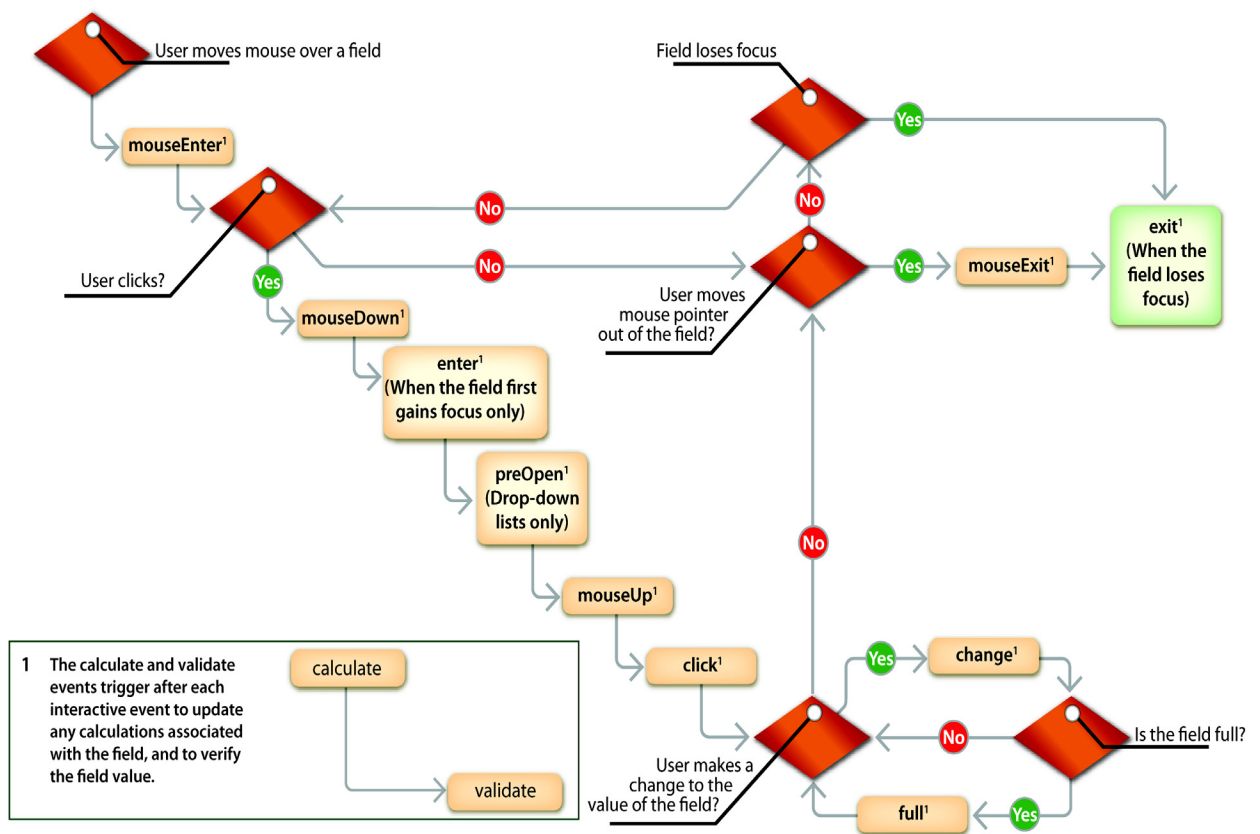 User moves mouse over a field
mouseEnter¹
User clicks?
Yes
No
No
Field loses focus
Yes
No
User moves
mouse pointer
out of the field?
Yes
mouseExit¹
exit¹
(When the
field loses
focus)
mouseDown¹
enter¹
(When the field first
gains focus only)
preOpen¹
(Drop-down
lists only)
mouseUp¹
click¹
No
User makes a
change to the
value of the field?
Yes
change¹
Is the field full?
No
Yes
full¹
1 The calculate and validate
events trigger after each
interactive event to update
any calculations associated
with the field, and to verify
the field value.
calculate
validate